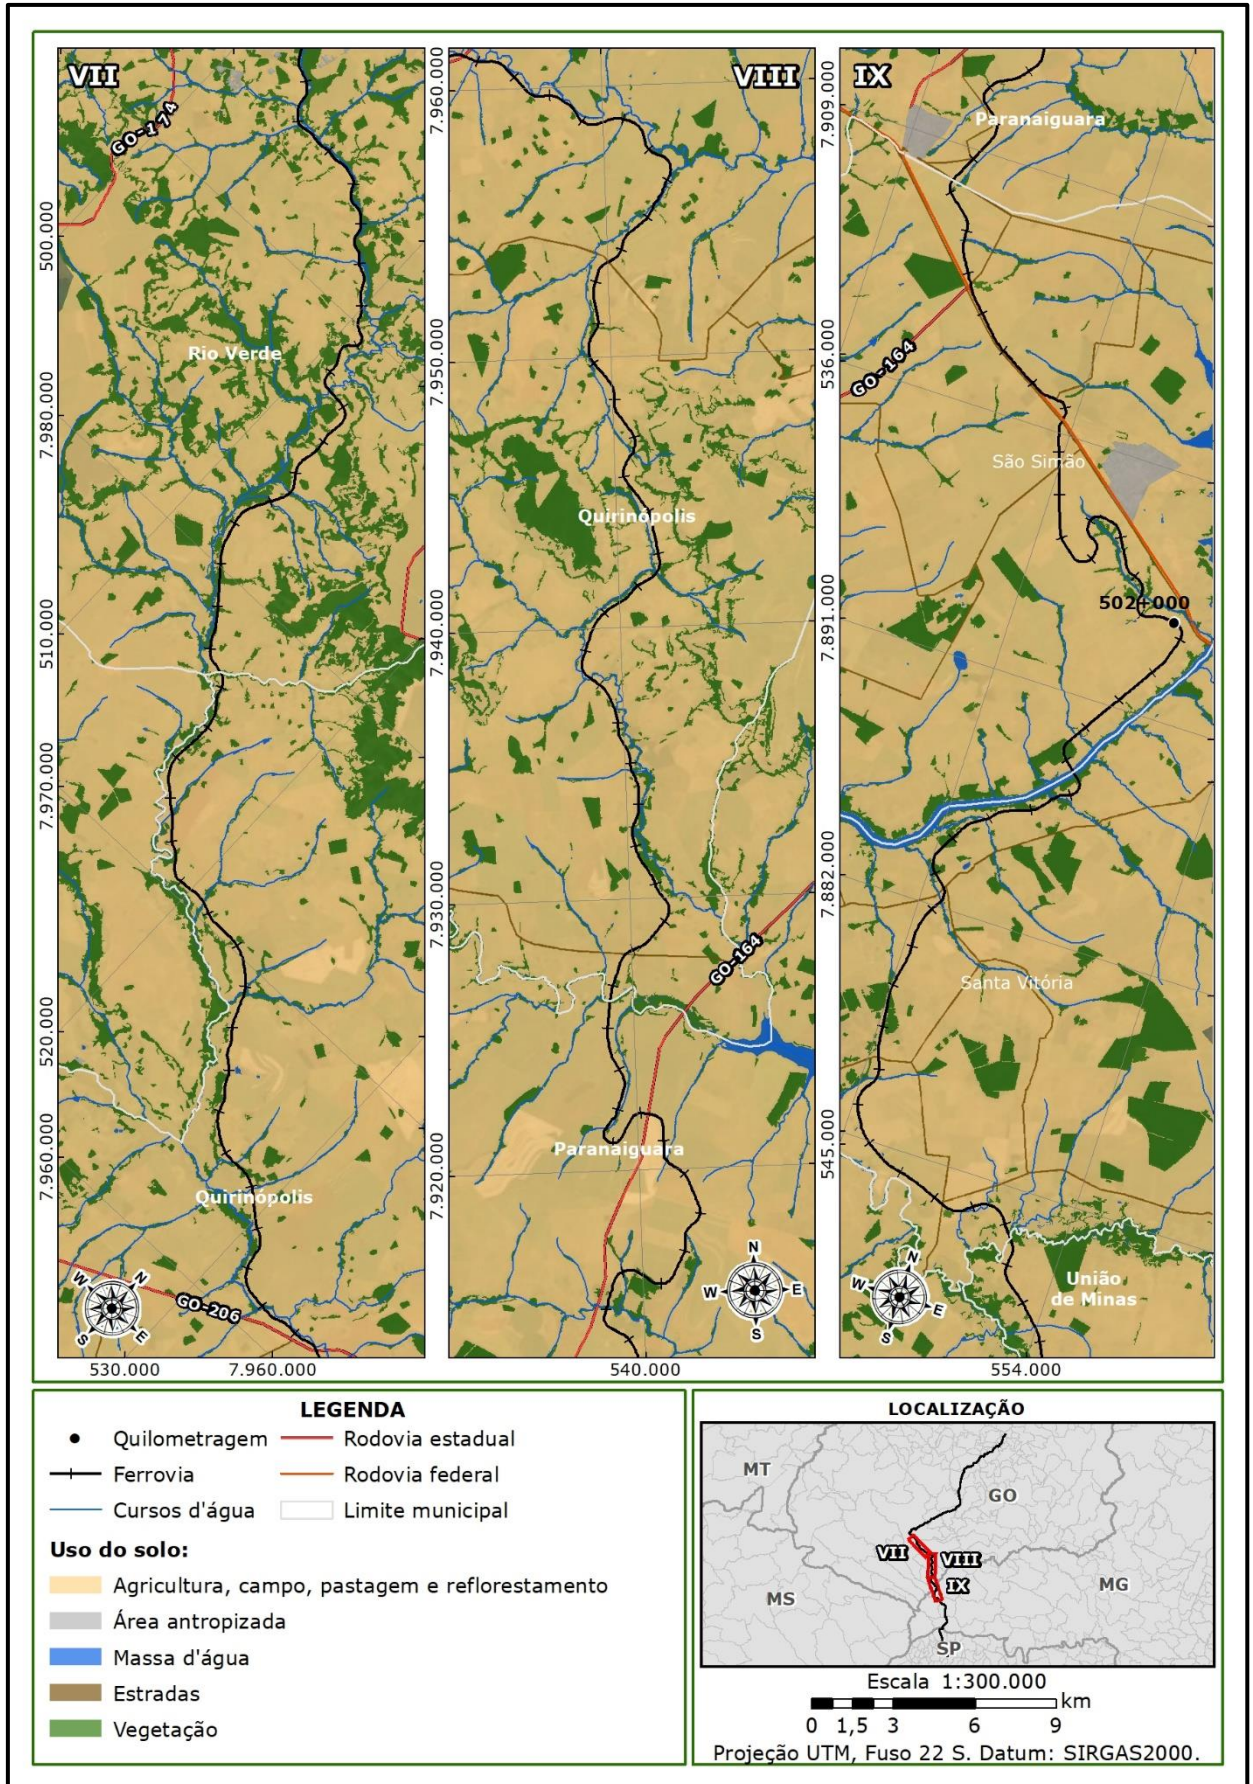 VII
GO-174
Rio Verde
Quirinópolis
GO-206
N
W
E
S
500.000
7.980.000
510.000
7.970.000
520.000
7.960.000
530.000
7.960.000
VIII
Quirinópolis
GO-164
Paranaiguara
N
W
E
S
7.960.000
7.950.000
7.940.000
7.930.000
7.920.000
540.000
IX
Paranaiguara
GO-164
São Simão
502+000
Santa Vitória
União
de Minas
N
W
E
S
7.909.000
536.000
7.891.000
7.882.000
545.000
554.000
LEGENDA
Quilometragem
Rodovia estadual
Ferrovia
Rodovia federal
Cursos d'água
Limite municipal
Uso do solo:
Agricultura, campo, pastagem e reflorestamento
Área antropizada
Massa d'água
Estradas
Vegetação
LOCALIZAÇÃO
MT
GO
VII
VIII
IX
MS
MG
SP
Escala 1:300.000
km
0 1,5 3 6 9
Projeção UTM, Fuso 22 S. Datum: SIRGAS2000.